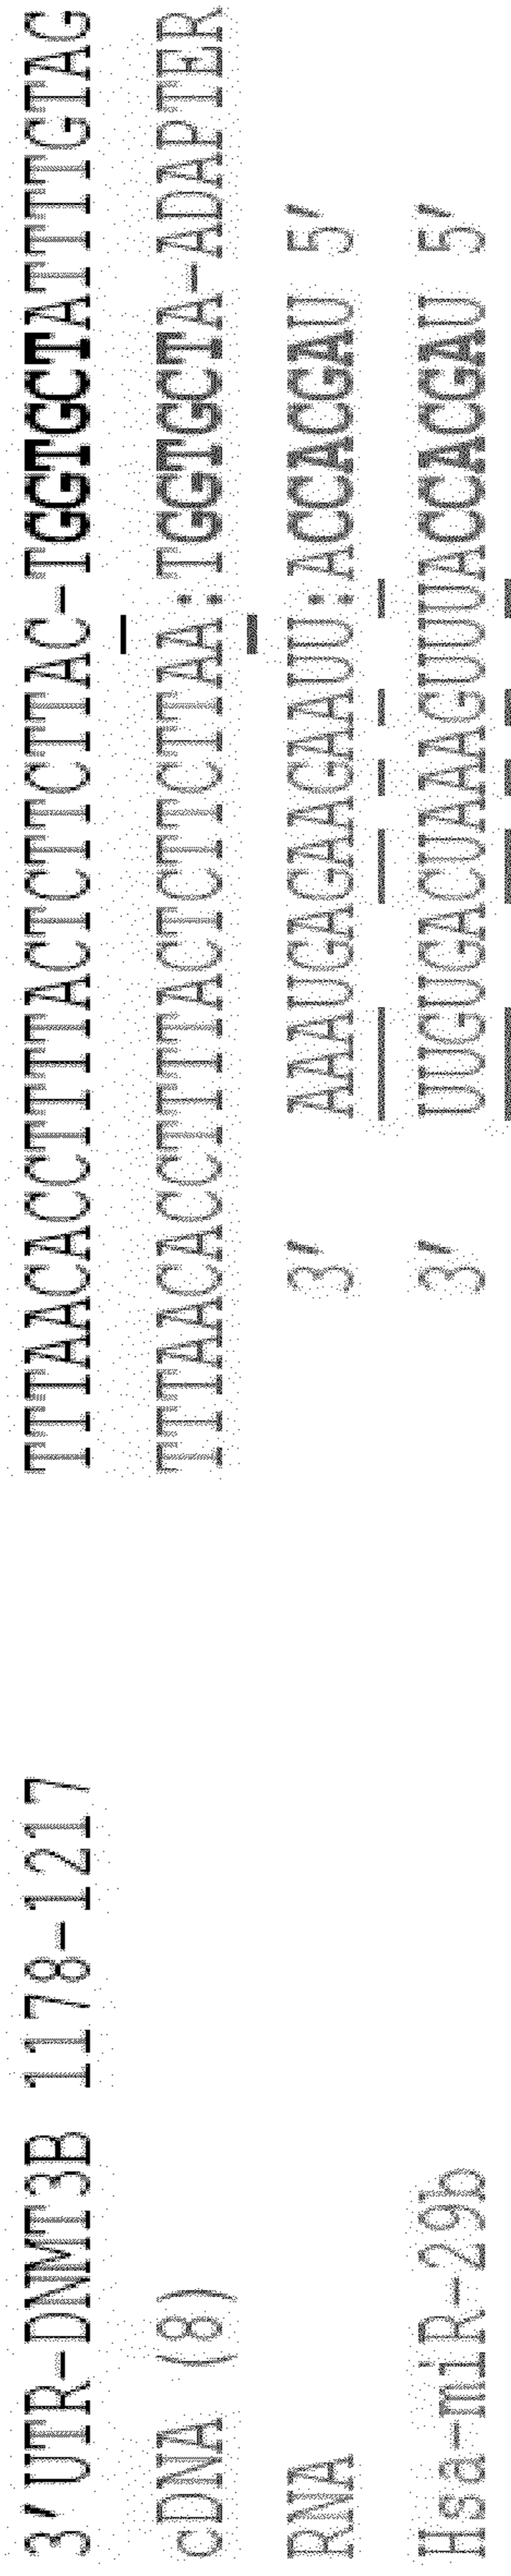 3' UTR-DNMT3B 1178-1217 TTTAACACCTTTTACTCTTCTTAC-TGGTGCTATTTTGTAG
cDNA (8) TTTAACACCTTTTACTCTTCTTAA:TGGTGCTA-ADAPTER
RNA 3' AAAUGAGAAGAAUU:ACCACGAU 5'
Hsa-miR-29b 3' UUGUGACUAAAGUUUACCACGAU 5'